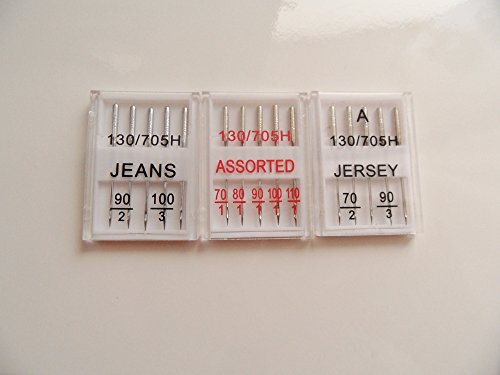 130/705H
JEANS
90 100
2 3
130/705H
ASSORTED
70 80 90 100 110
1 1 1 1 1
A
130/705H
JERSEY
70 90
2 3